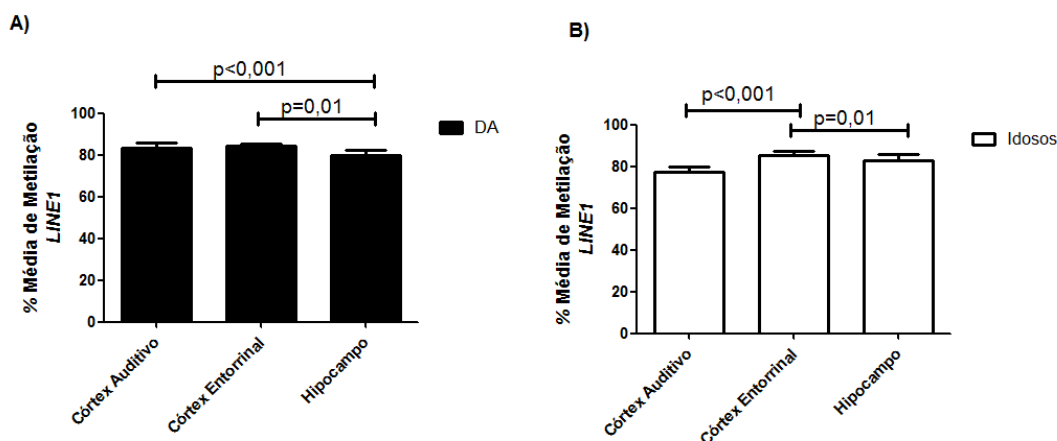 A)
p<0,001
p=0,01
DA
% Média de Metilação
LINE1
100
80
60
40
20
0
Córtex Auditivo
Córtex Entorrinal
Hipocampo
B)
p<0,001
p=0,01
Idosos
% Média de Metilação
LINE1
100
80
60
40
20
0
Córtex Auditivo
Córtex Entorrinal
Hipocampo